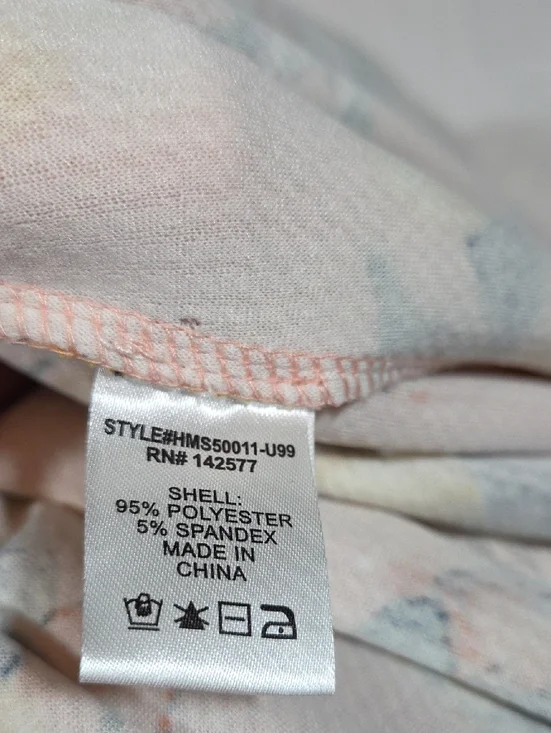 STYLE#HMS50011-U99
RN# 142577
SHELL:
95% POLYESTER
5% SPANDEX
MADE IN
CHINA